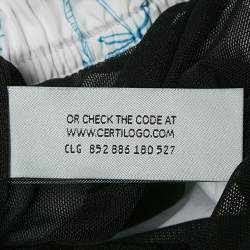 OR CHECK THE CODE AT
WWW.CERTILOGO.COM
CLG 852 886 180 527